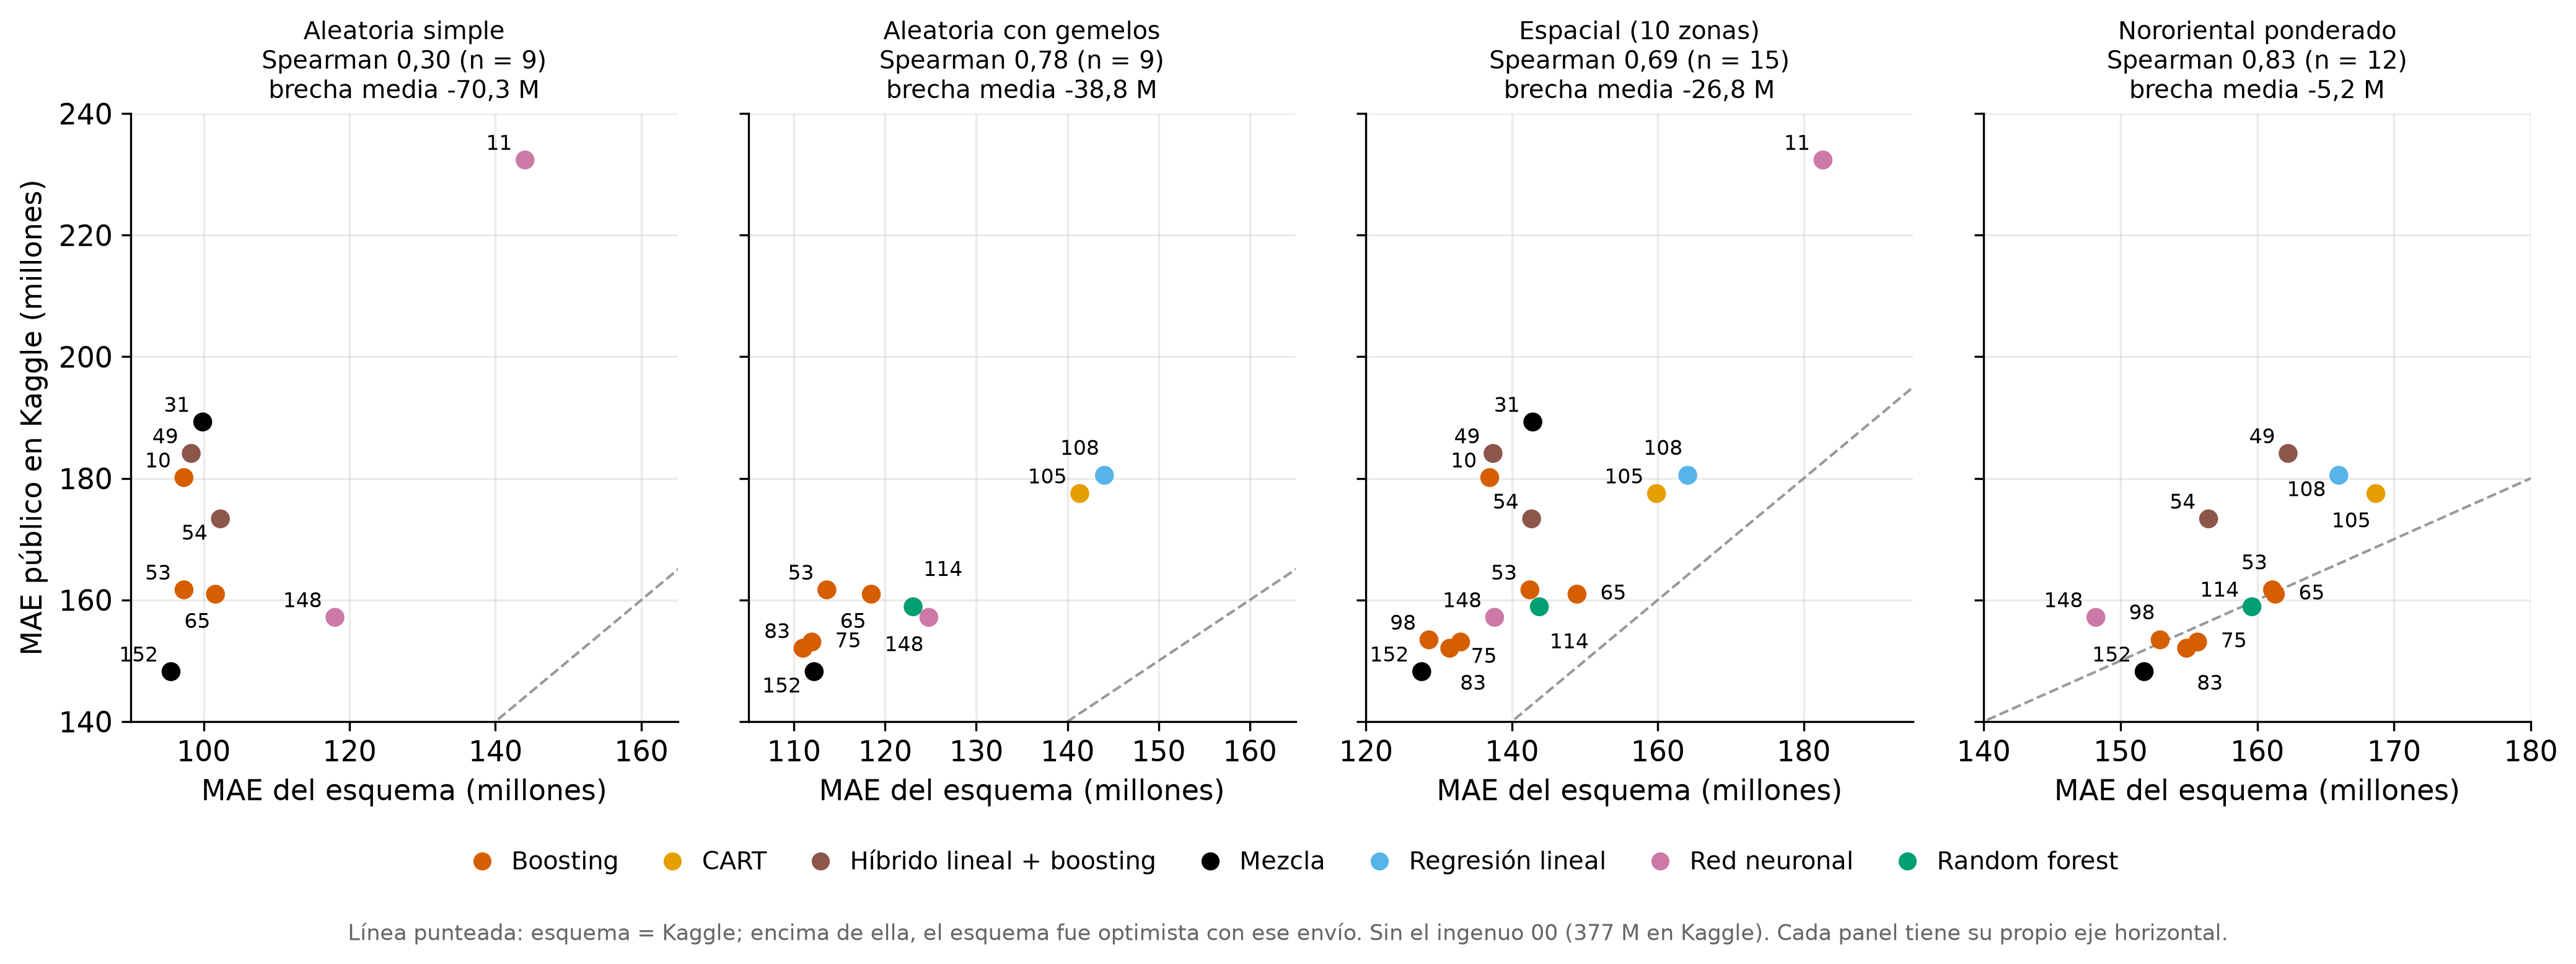 Aleatoria simple
Spearman 0,30 (n = 9)
brecha media -70,3 M
Aleatoria con gemelos
Spearman 0,78 (n = 9)
brecha media -38,8 M
Espacial (10 zonas)
Spearman 0,69 (n = 15)
brecha media -26,8 M
Nororiental ponderado
Spearman 0,83 (n = 12)
brecha media -5,2 M
MAE público en Kaggle (millones)
240
220
200
180
160
140
11
31
49
10
54
53
65
148
152
100
120
140
160
MAE del esquema (millones)
108
105
114
53
65
83
75
148
152
110
120
130
140
150
160
MAE del esquema (millones)
11
31
49
10
108
105
54
53
65
148
98
114
152
75
83
120
140
160
180
MAE del esquema (millones)
49
108
54
105
53
114
65
148
98
75
152
83
140
150
160
170
180
MAE del esquema (millones)
Boosting
CART
Híbrido lineal + boosting
Mezcla
Regresión lineal
Red neuronal
Random forest
Línea punteada: esquema = Kaggle; encima de ella, el esquema fue optimista con ese envío. Sin el ingenuo 00 (377 M en Kaggle). Cada panel tiene su propio eje horizontal.